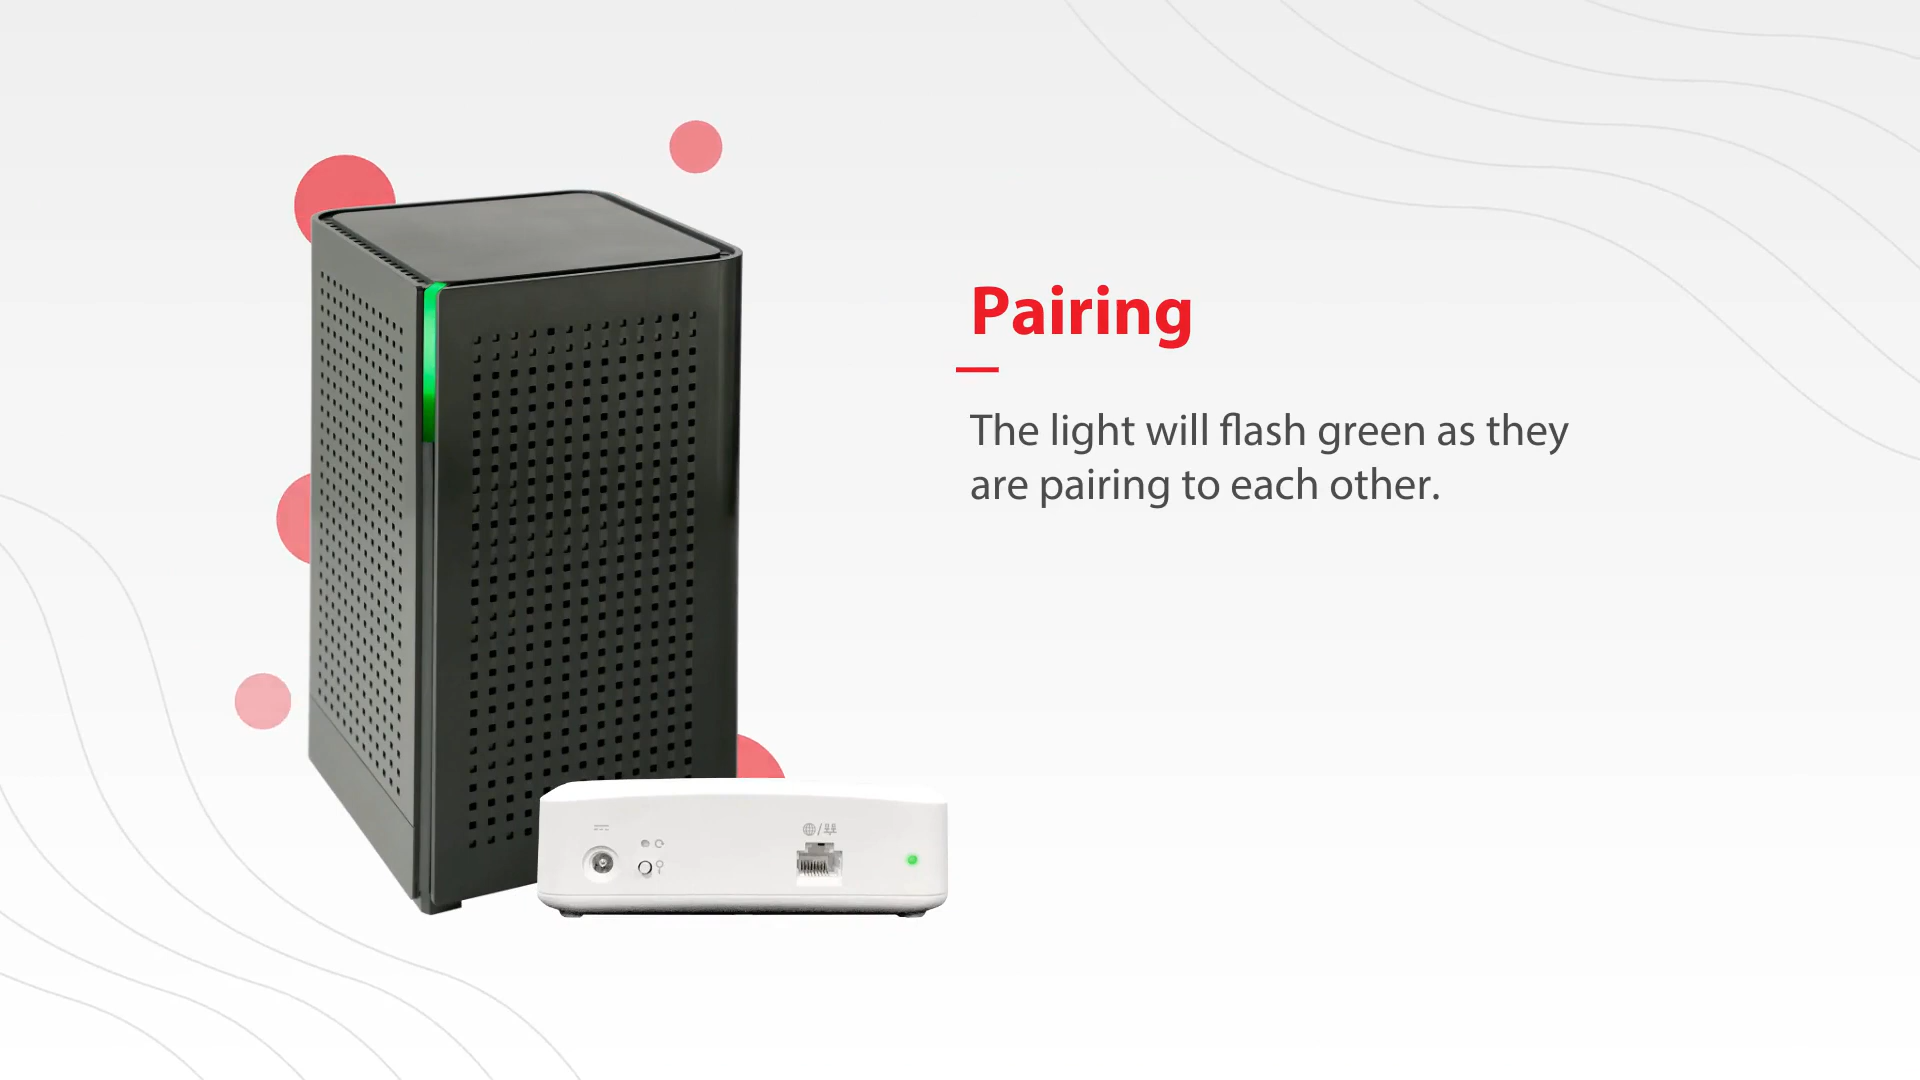 Pairing
The light will flash green as they
are pairing to each other.